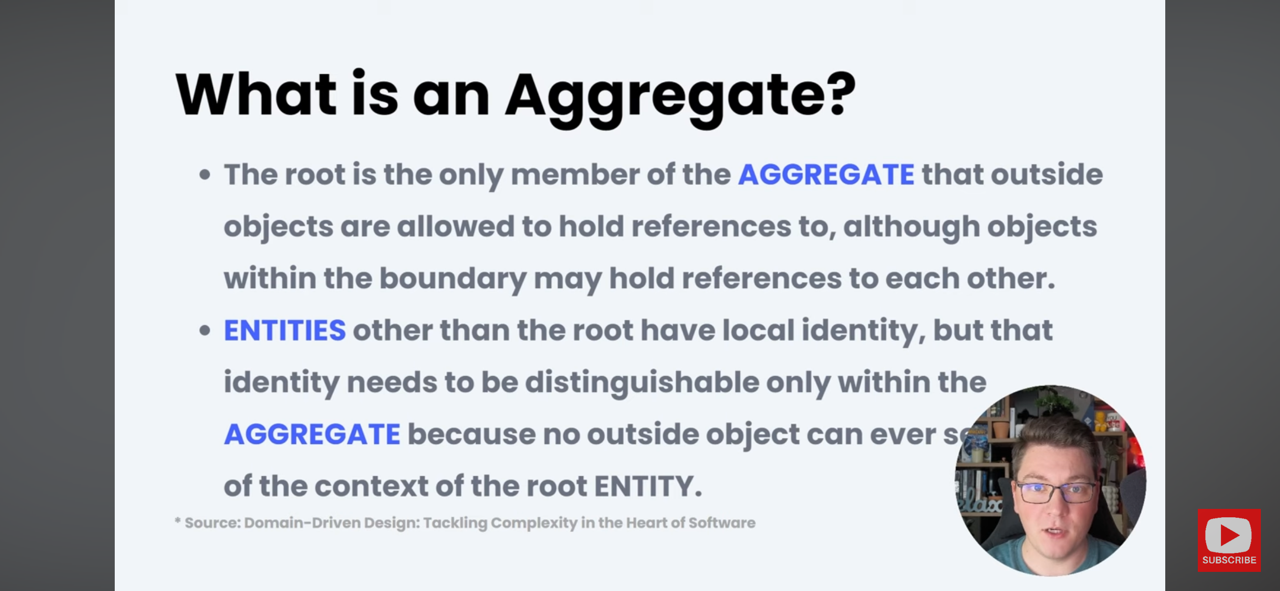 What is an Aggregate?
• The root is the only member of the AGGREGATE that outside
objects are allowed to hold references to, although objects
within the boundary may hold references to each other.
• ENTITIES other than the root have local identity, but that
identity needs to be distinguishable only within the
AGGREGATE because no outside object can ever
of the context of the root ENTITY.
* Source: Domain-Driven Design: Tackling Complexity in the Heart of Software
SUBSCRIBE